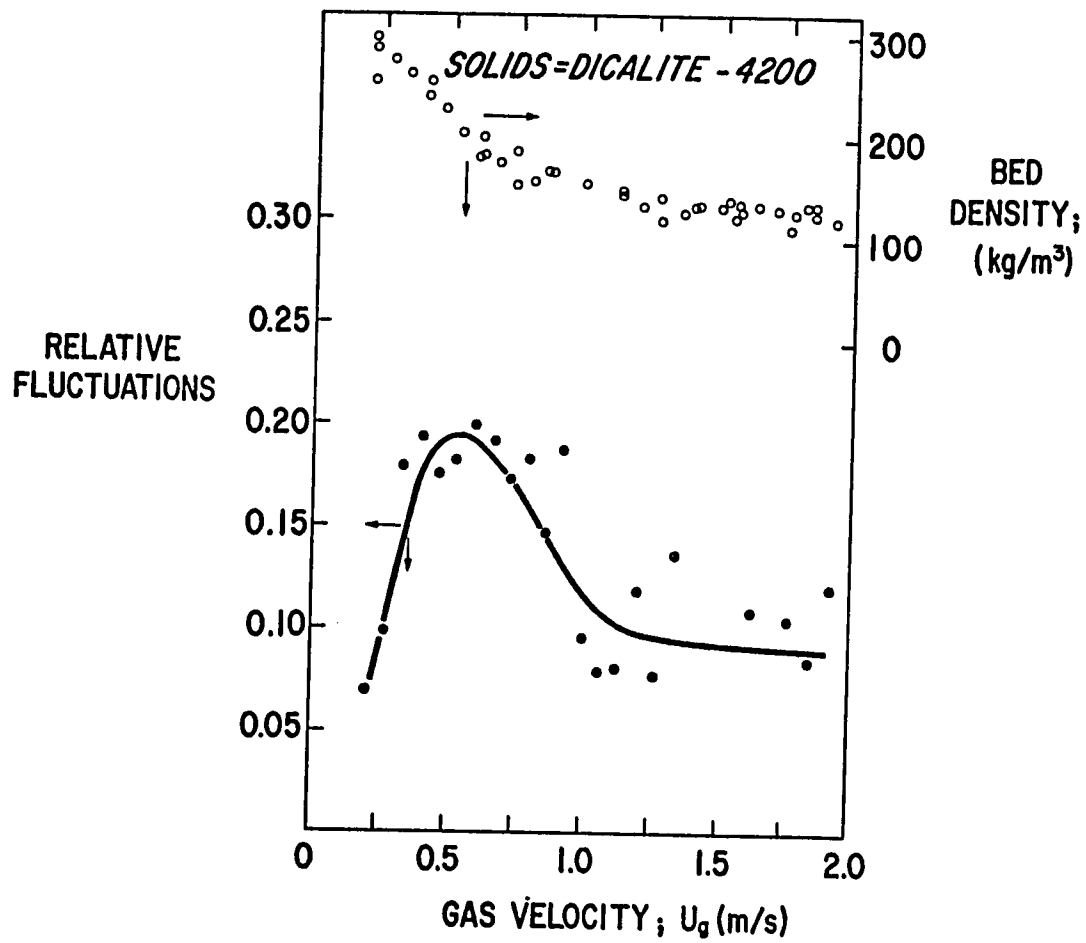 SOLIDS=DICALITE-4200
300
200
100
0
BED
DENSITY;
(kg/m³)
RELATIVE
FLUCTUATIONS
0.30
0.25
0.20
0.15
0.10
0.05
0
0.5
1.0
1.5
2.0
GAS VELOCITY; Ug (m/s)